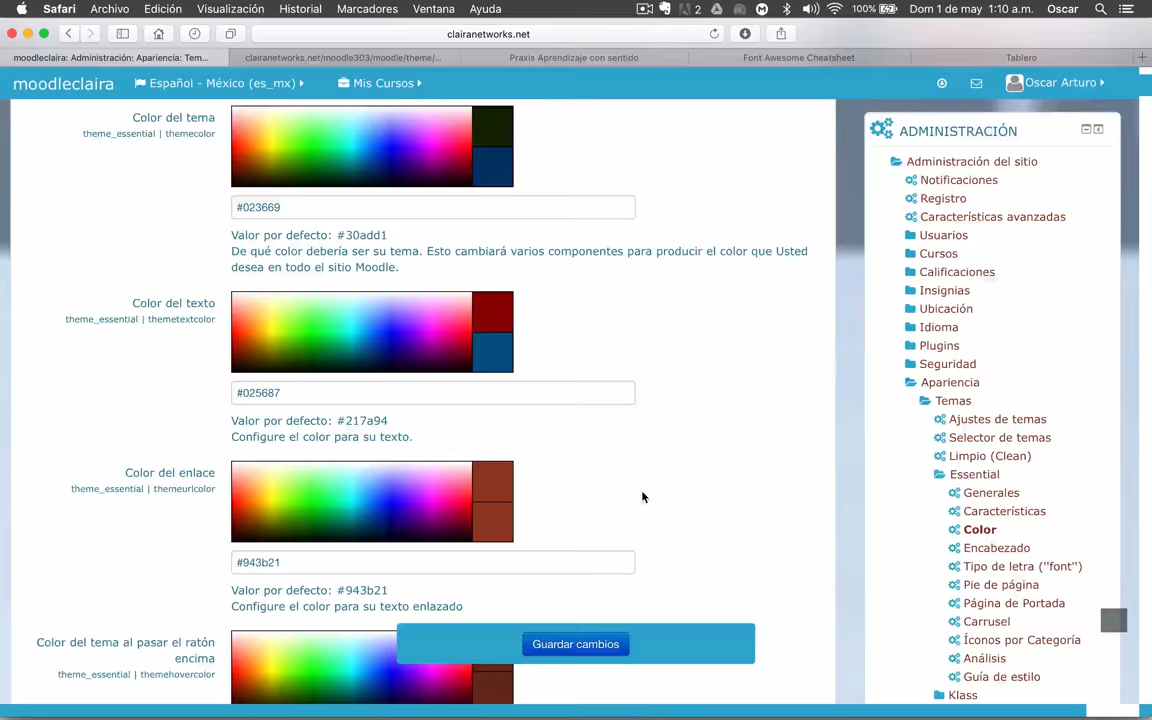 Safari Archivo Edición Visualización Historial Marcadores Ventana Ayuda 2 100% Dom 1 de may 1:10 a.m. Oscar
clairanetworks.net
moodleclaira: Administración: Apariencia: Tem... clairanetworks.net/moodle303/moodle/theme/... Praxis Aprendizaje con sentido Font Awesome Cheatsheet Tablero
moodleclaira Español - México (es_mx) Mis Cursos Oscar Arturo
Color del tema
theme_essential | themecolor
#023669
Valor por defecto: #30add1
De qué color debería ser su tema. Esto cambiará varios componentes para producir el color que Usted
desea en todo el sitio Moodle.
Color del texto
theme_essential | themetextcolor
#025687
Valor por defecto: #217a94
Configure el color para su texto.
Color del enlace
theme_essential | themeurlcolor
#943b21
Valor por defecto: #943b21
Configure el color para su texto enlazado
Color del tema al pasar el ratón
encima
theme_essential | themehovercolor
Guardar cambios
ADMINISTRACIÓN
Administración del sitio
Notificaciones
Registro
Características avanzadas
Usuarios
Cursos
Calificaciones
Insignias
Ubicación
Idioma
Plugins
Seguridad
Apariencia
Temas
Ajustes de temas
Selector de temas
Limpio (Clean)
Essential
Generales
Características
Color
Encabezado
Tipo de letra ("font")
Pie de página
Página de Portada
Carrusel
Íconos por Categoría
Análisis
Guía de estilo
Klass